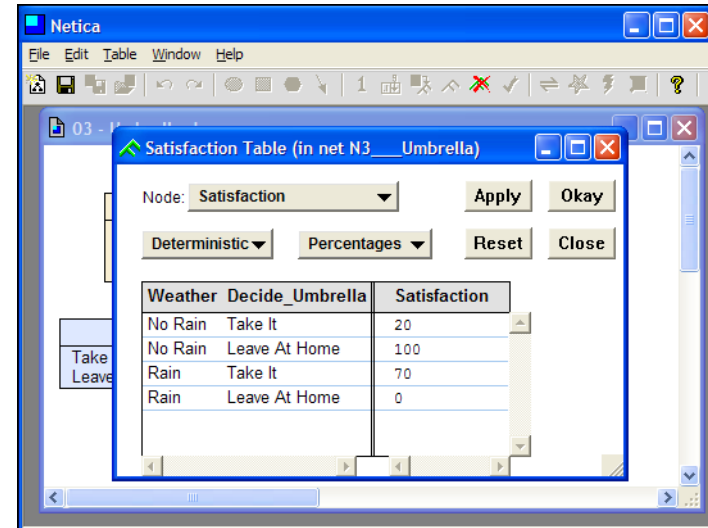 Netica
File Edit Table Window Help
1 ?
03 -
Satisfaction Table (in net N3___Umbrella)
Node: Satisfaction Apply Okay
Deterministic Percentages Reset Close
Weather Decide_Umbrella Satisfaction
No Rain Take It 20
No Rain Leave At Home 100
Rain Take It 70
Rain Leave At Home 0
Take
Leave